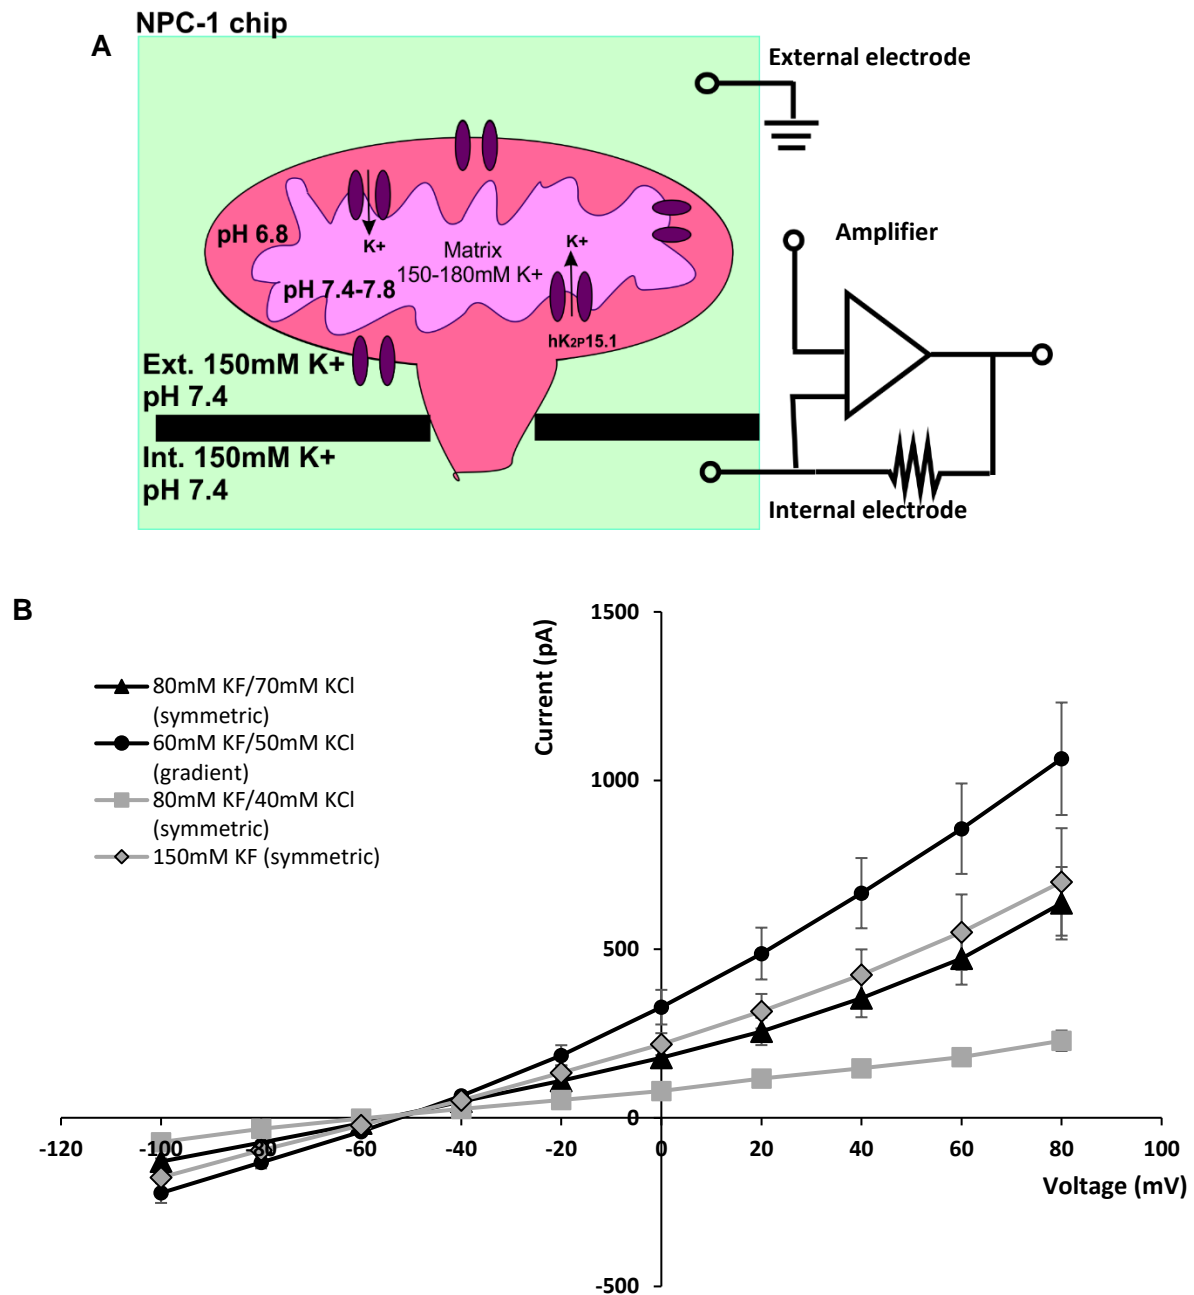 NPC-1 chip
A
External electrode
pH 6.8
K+
K+
Matrix
150-180mM K+
pH 7.4-7.8
hK2P15.1
Amplifier
Ext. 150mM K+
pH 7.4
Int. 150mM K+
pH 7.4
Internal electrode
B
80mM KF/70mM KCl
(symmetric)
60mM KF/50mM KCl
(gradient)
80mM KF/40mM KCl
(symmetric)
150mM KF (symmetric)
Current (pA)
1500
1000
500
0
-500
-120 -100 -80 -60 -40 -20 0 20 40 60 80 100
Voltage (mV)